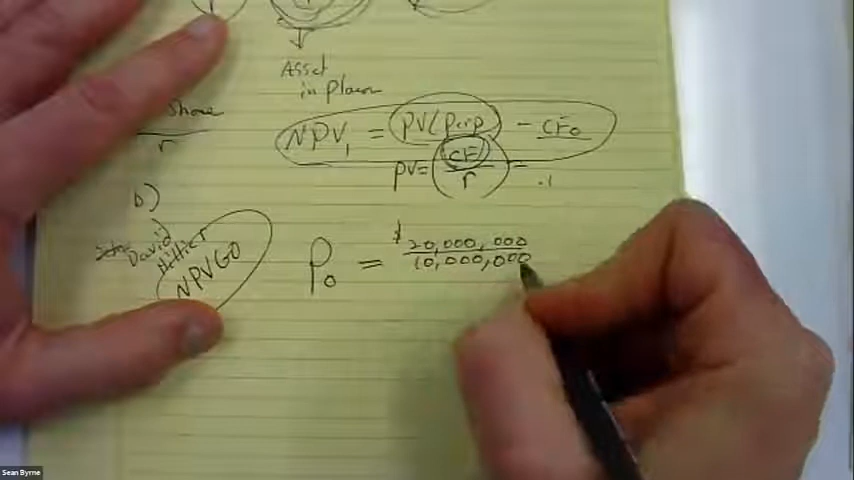 Asset
in place
Share
r
NPV₁ = PV(perp) - CF₀
PV = CF/r =
.1
b)
David
Hillier
NPVGO
P₀ = $20,000,000
10,000,000
Sean Byrne